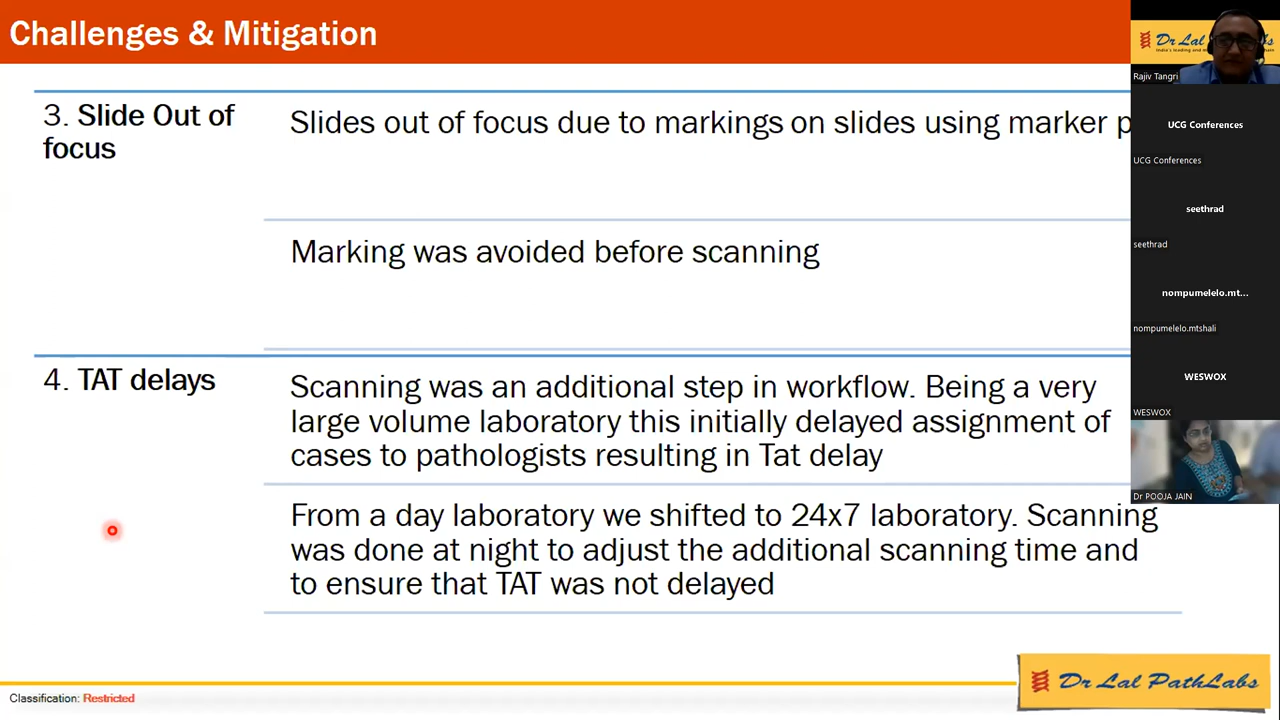 Challenges & Mitigation
3. Slide Out of
focus
Slides out of focus due to markings on slides using marker p
Marking was avoided before scanning
4. TAT delays
Scanning was an additional step in workflow. Being a very
large volume laboratory this initially delayed assignment of
cases to pathologists resulting in Tat delay
From a day laboratory we shifted to 24x7 laboratory. Scanning
was done at night to adjust the additional scanning time and
to ensure that TAT was not delayed
Classification: Restricted
Dr Lal PathLabs
Dr Lal
Rajiv Tangri
UCG Conferences
UCG Conferences
seethrad
seethrad
nompumelelo.mt...
nompumelelo.mtshali
WESWOX
WESWOX
Dr POOJA JAIN